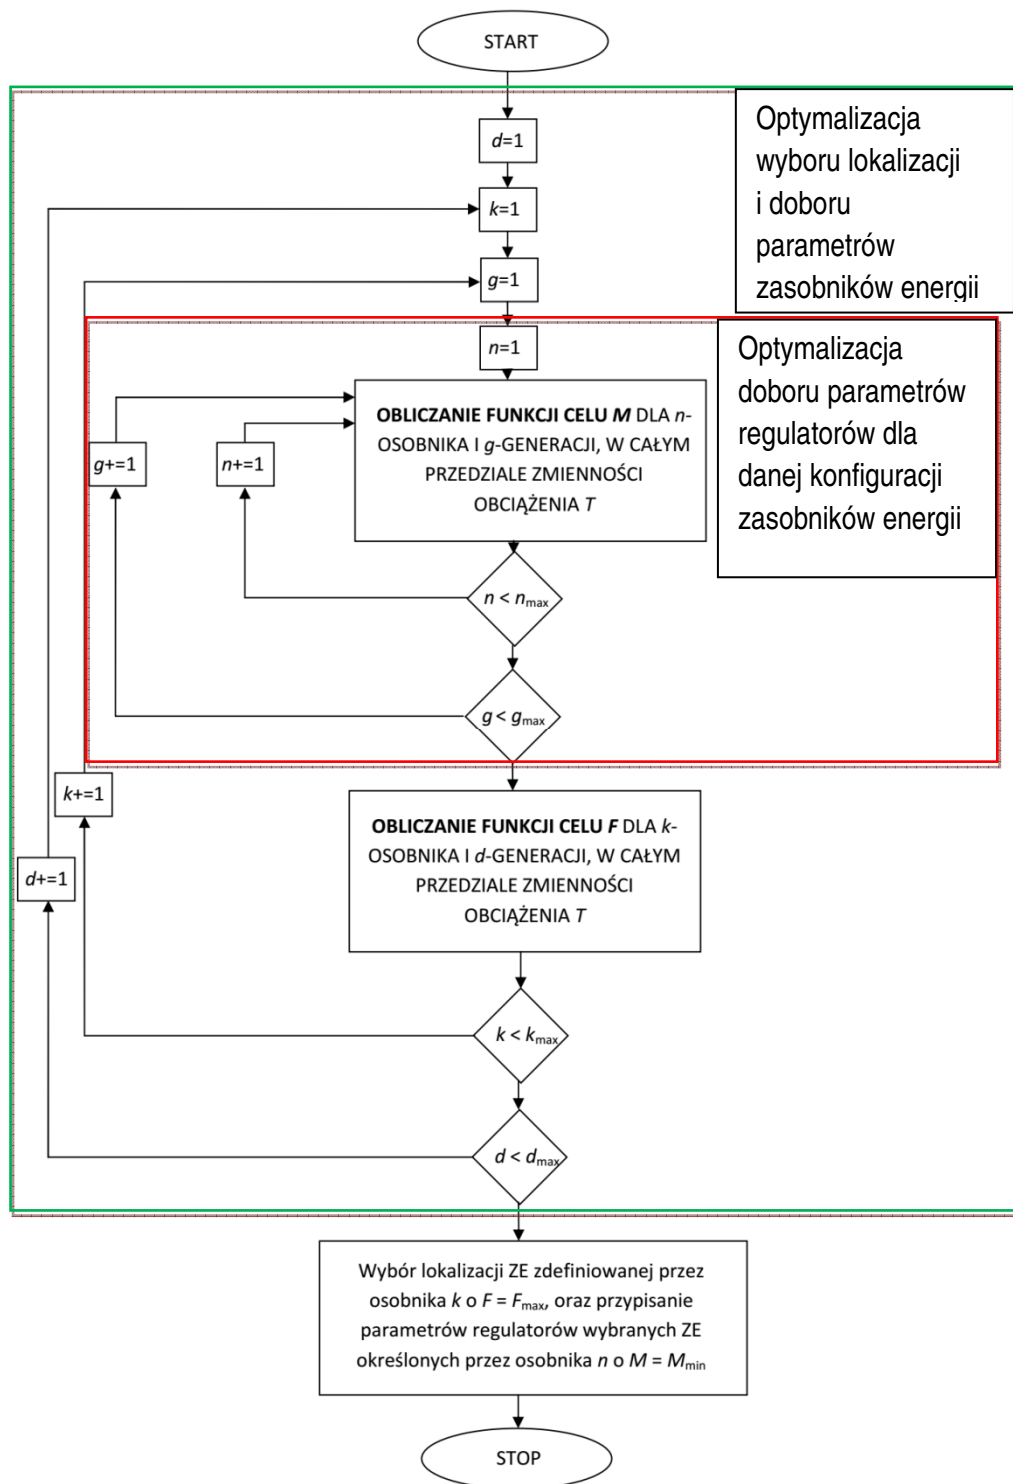 START
d=1
k=1
g=1
Optymalizacja
wyboru lokalizacji
i doboru
parametrów
zasobników energii
n=1
Optymalizacja
doboru parametrów
regulatorów dla
danej konfiguracji
zasobników energii
OBLICZANIE FUNKCJI CELU M DLA n-
OSOBNIKA I g-GENERACJI, W CAŁYM
PRZEDZIALE ZMIENNOŚCI
OBCIĄŻENIA T
g+=1
n+=1
n < nmax
g < gmax
k+=1
OBLICZANIE FUNKCJI CELU F DLA k-
OSOBNIKA I d-GENERACJI, W CAŁYM
PRZEDZIALE ZMIENNOŚCI
OBCIĄŻENIA T
d+=1
k < kmax
d < dmax
Wybór lokalizacji ZE zdefiniowanej przez
osobnika k o F = Fmax, oraz przypisanie
parametrów regulatorów wybranych ZE
określonych przez osobnika n o M = Mmin
STOP